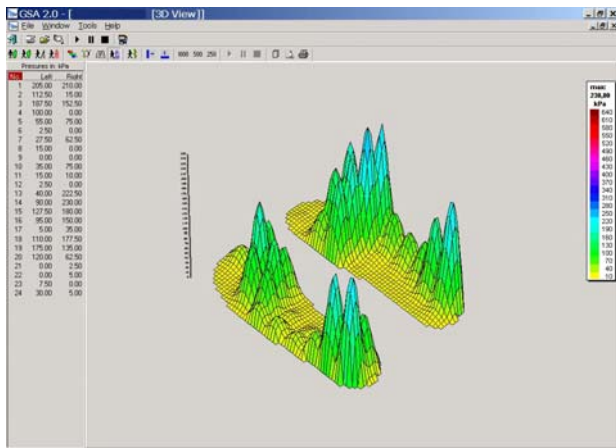 GSA 2.0 - [ [3D View]]
File Window Tools Help
1000 500 250
Pressures in kPa
No. Left Right
1 205.00 210.00
2 112.50 15.00
3 187.50 152.50
4 100.00 0.00
5 55.00 75.00
6 2.50 0.00
7 27.50 62.50
8 15.00 0.00
9 0.00 0.00
10 35.00 75.00
11 15.00 10.00
12 2.50 0.00
13 40.00 222.50
14 90.00 230.00
15 127.50 180.00
16 95.00 150.00
17 5.00 35.00
18 110.00 177.50
19 175.00 135.00
20 120.00 62.50
21 0.00 2.50
22 0.00 5.00
23 7.50 0.00
24 30.00 5.00
max:
230,00
kPa
640
610
580
550
520
490
460
430
400
370
340
310
280
250
220
190
160
130
100
70
40
10